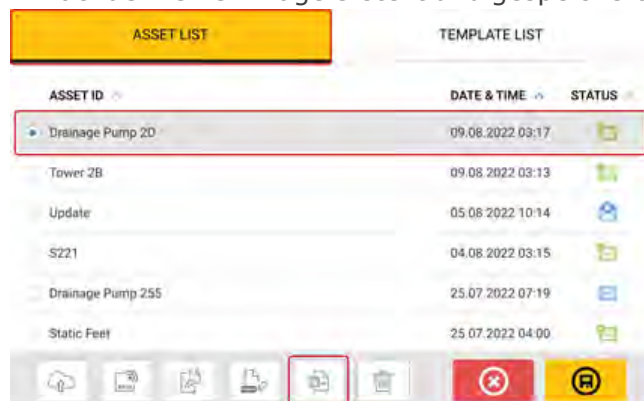 ASSET LIST
TEMPLATE LIST
ASSET ID
DATE & TIME
STATUS
Drainage Pump 2D
09.08.2022 03:17
Tower 2B
09.08.2022 03:13
Update
05.08.2022 10:14
S221
04.08.2022 03:15
Drainage Pump 255
25.07.2022 07:19
Static Feet
25.07.2022 04:00